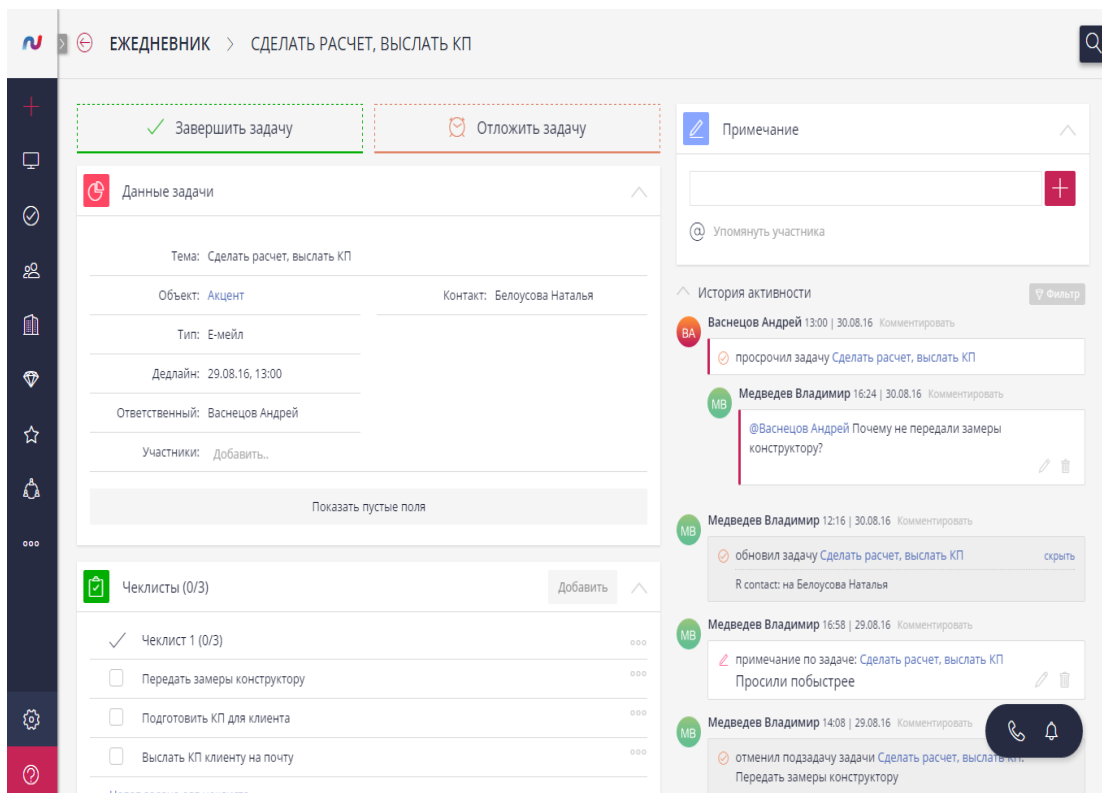 ЕЖЕДНЕВНИК > СДЕЛАТЬ РАСЧЕТ, ВЫСЛАТЬ КП
Завершить задачу
Отложить задачу
Данные задачи
Тема: Сделать расчет, выслать КП
Объект: Акцент
Контакт: Белоусова Наталья
Тип: Е-мейл
Дедлайн: 29.08.16, 13:00
Ответственный: Васнецов Андрей
Участники: Добавить..
Показать пустые поля
Чеклисты (0/3)
Добавить
Чеклист 1 (0/3)
Передать замеры конструктору
Подготовить КП для клиента
Выслать КП клиенту на почту
Примечание
@ Упомянуть участника
История активности
Фильтр
ВА
Васнецов Андрей 13:00 | 30.08.16 Комментировать
просрочил задачу Сделать расчет, выслать КП
МВ
Медведев Владимир 16:24 | 30.08.16 Комментировать
@Васнецов Андрей Почему не передали замеры
конструктору?
МВ
Медведев Владимир 12:16 | 30.08.16 Комментировать
обновил задачу Сделать расчет, выслать КП
скрыть
R contact: на Белоусова Наталья
МВ
Медведев Владимир 16:58 | 29.08.16 Комментировать
примечание по задаче: Сделать расчет, выслать КП
Просили побыстрее
МВ
Медведев Владимир 14:08 | 29.08.16 Комментировать
отменил подзадачу задачи Сделать расчет, выслать КП:
Передать замеры конструктору